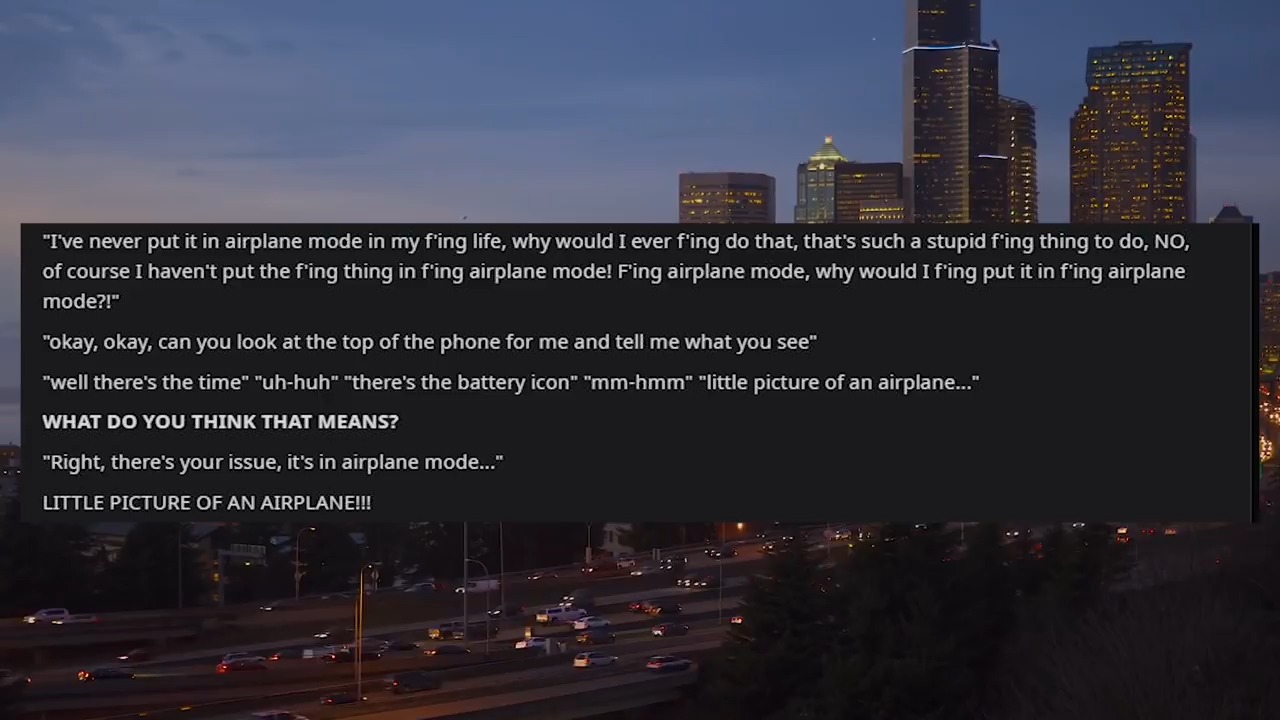 "I've never put it in airplane mode in my f'ing life, why would I ever f'ing do that, that's such a stupid f'ing thing to do, NO,
of course I haven't put the f'ing thing in f'ing airplane mode! F'ing airplane mode, why would I f'ing put it in f'ing airplane
mode?!"
"okay, okay, can you look at the top of the phone for me and tell me what you see"
"well there's the time" "uh-huh" "there's the battery icon" "mm-hmm" "little picture of an airplane..."
WHAT DO YOU THINK THAT MEANS?
"Right, there's your issue, it's in airplane mode..."
LITTLE PICTURE OF AN AIRPLANE!!!